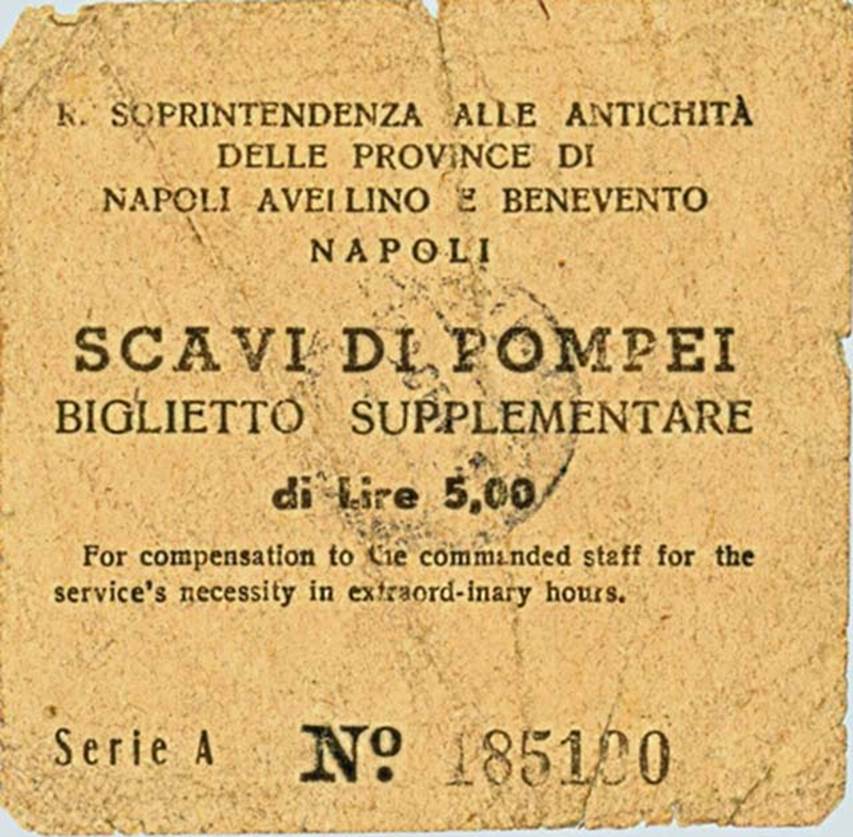 R. SOPRINTENDENZA ALLE ANTICHITÀ
DELLE PROVINCE DI
NAPOLI AVELLINO E BENEVENTO
NAPOLI
SCAVI DI POMPEI
BIGLIETTO SUPPLEMENTARE
di Lire 5,00
For compensation to the commanded staff for the
service's necessity in extraord-inary hours.
Serie A Nº